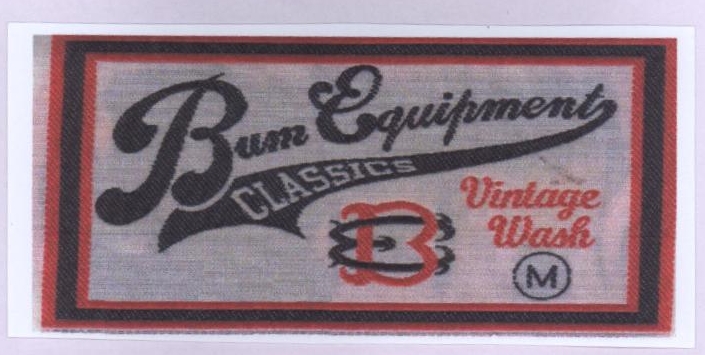 Bum Equipment
CLASSICS
B
Vintage
Wash
M